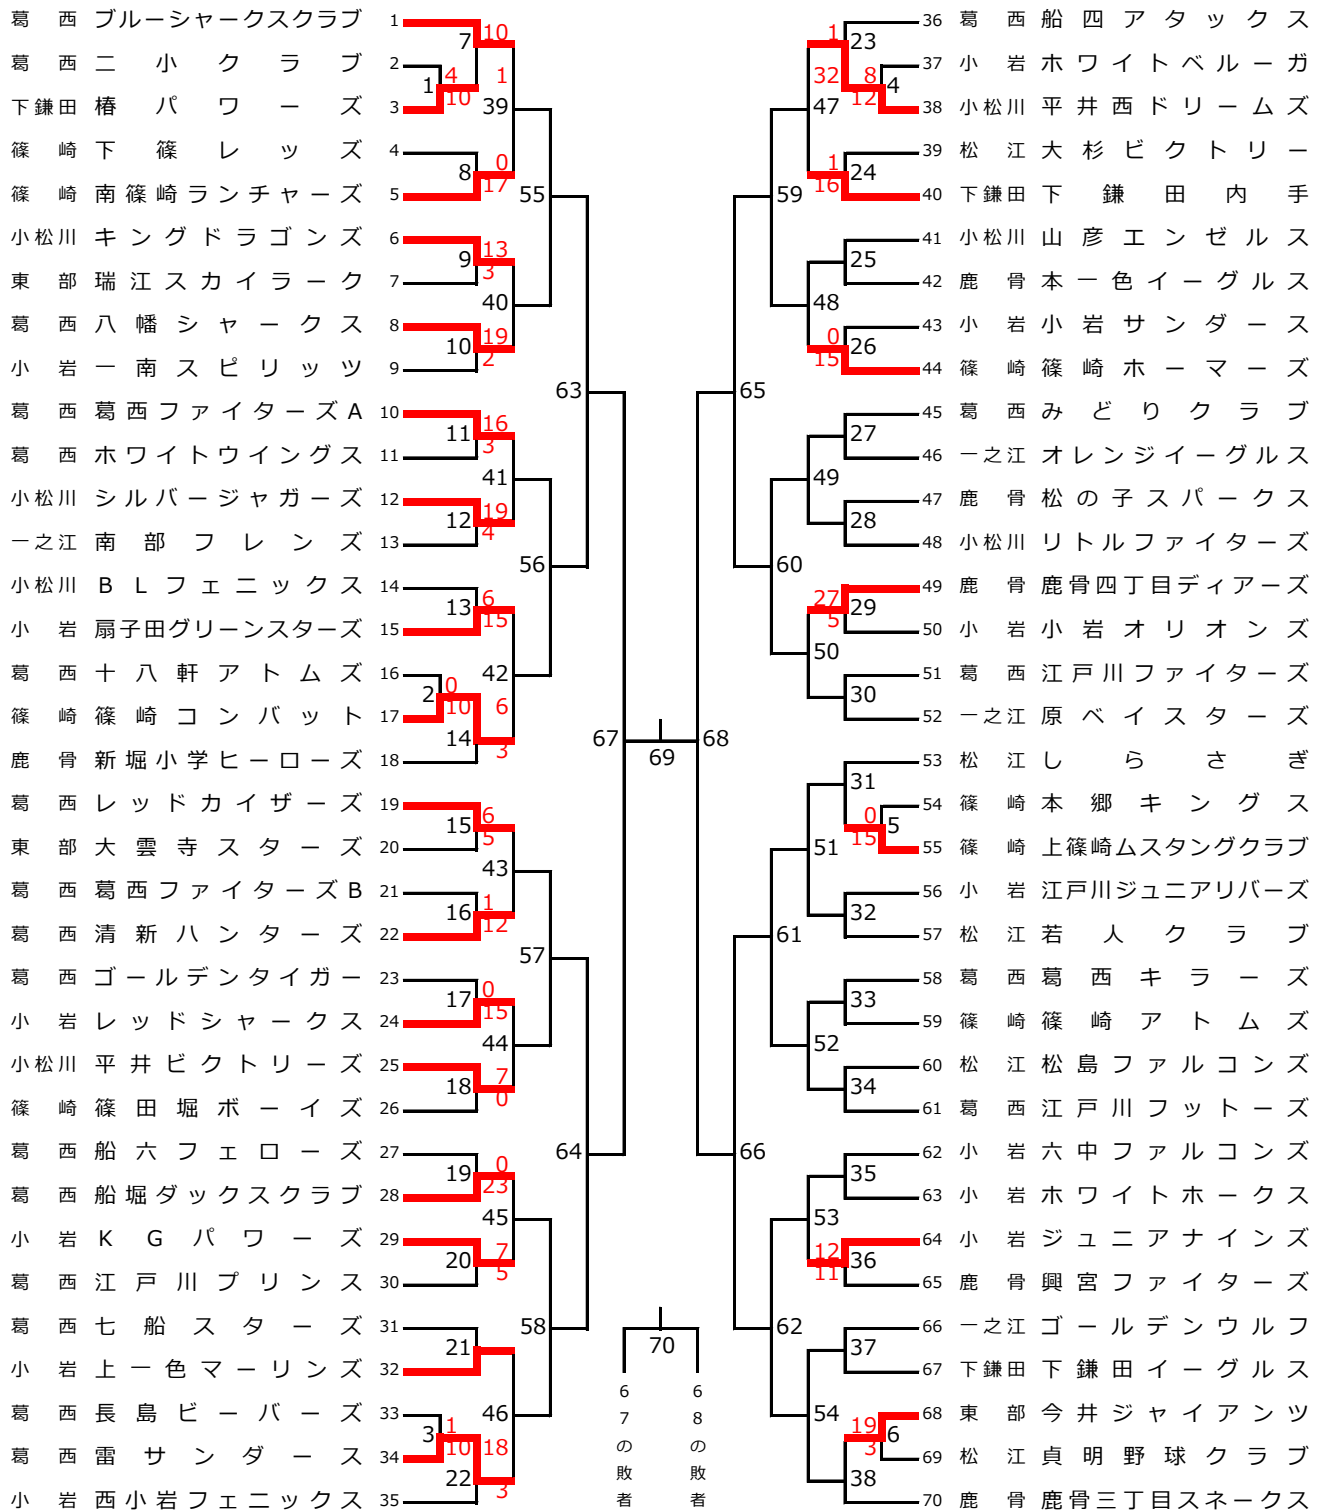 葛西 ブルーシャークスクラブ 1
葛西 二小クラブ 2
下鎌田 椿パワーズ 3
篠崎 下篠レッズ 4
篠崎 南篠崎ランチャーズ 5
小松川 キングドラゴンズ 6
東部 瑞江スカイラーク 7
葛西 八幡シャークス 8
小岩 一南スピリッツ 9
葛西 葛西ファイターズA 10
葛西 ホワイトウイングス 11
小松川 シルバージャガーズ 12
一之江 南部フレンズ 13
小松川 BLフェニックス 14
小岩 扇子田グリーンスターズ 15
葛西 十八軒アトムズ 16
篠崎 篠崎コンバット 17
鹿骨 新堀小学ヒーローズ 18
葛西 レッドカイザーズ 19
東部 大雲寺スターズ 20
葛西 葛西ファイターズB 21
葛西 清新ハンターズ 22
葛西 ゴールデンタイガー 23
小岩 レッドシャークス 24
小松川 平井ビクトリーズ 25
篠崎 篠田堀ボーイズ 26
葛西 船六フェローズ 27
葛西 船堀ダックスクラブ 28
小岩 KGパワーズ 29
葛西 江戸川プリンス 30
葛西 七船スターズ 31
小岩 上一色マーリンズ 32
葛西 長島ビーバーズ 33
葛西 雷サンダース 34
小岩 西小岩フェニックス 35
7 10 1
1 4 10
39
8 0 17
55
9 13 3
40
10 19 2
63
11 16 3
41
12 19 4
56
13 6 15
42
2 0 10
14 6 3
67
15 6 5
43
16 1 12
57
17 0 15
44
18 7 0
64
19 0 23
45
20 7 5
58
21
46
3 1 10
22 18 3
69
70
67の敗者
68の敗者
36 葛西 船四アタックス
37 小岩 ホワイトベルーガ
38 小松川 平井西ドリームズ
39 松江 大杉ビクトリー
40 下鎌田 下鎌田内手
41 小松川 山彦エンゼルス
42 鹿骨 本一色イーグルス
43 小岩 小岩サンダース
44 篠崎 篠崎ホーマーズ
45 葛西 みどりクラブ
46 一之江 オレンジイーグルス
47 鹿骨 松の子スパークス
48 小松川 リトルファイターズ
49 鹿骨 鹿骨四丁目ディアーズ
50 小岩 小岩オリオンズ
51 葛西 江戸川ファイターズ
52 一之江 原ベイスターズ
53 松江 しらさぎ
54 篠崎 本郷キングス
55 篠崎 上篠崎ムスタングクラブ
56 小岩 江戸川ジュニアリバーズ
57 松江 若人クラブ
58 葛西 葛西キラーズ
59 篠崎 篠崎アトムズ
60 松江 松島ファルコンズ
61 葛西 江戸川フットーズ
62 小岩 六中ファルコンズ
63 小岩 ホワイトホークス
64 小岩 ジュニアナインズ
65 鹿骨 興宮ファイターズ
66 一之江 ゴールデンウルフ
67 下鎌田 下鎌田イーグルス
68 東部 今井ジャイアンツ
69 松江 貞明野球クラブ
70 鹿骨 鹿骨三丁目スネークス
1 32 23
8 12 4
47
1 16 24
59
25
48
0 15 26
65
27
49
28
60
27 5 29
50
30
68
31
0 15 5
51
32
61
33
52
34
66
35
53
12 11 36
62
37
54
19 3 6
38